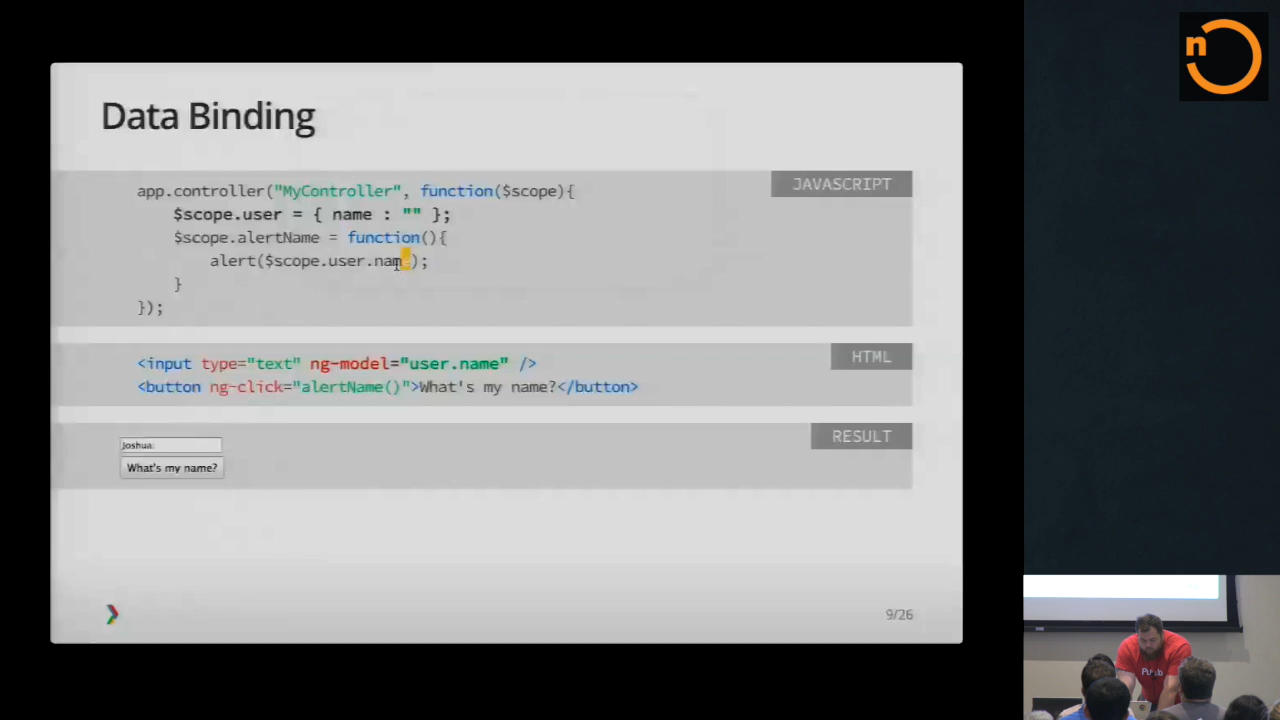 Data Binding
JAVASCRIPT
app.controller("MyController", function($scope){
$scope.user = { name : "" };
$scope.alertName = function(){
alert($scope.user.name);
}
});
HTML
<input type="text" ng-model="user.name" />
<button ng-click="alertName()">What's my name?</button>
RESULT
Joshua
What's my name?
9/26
n